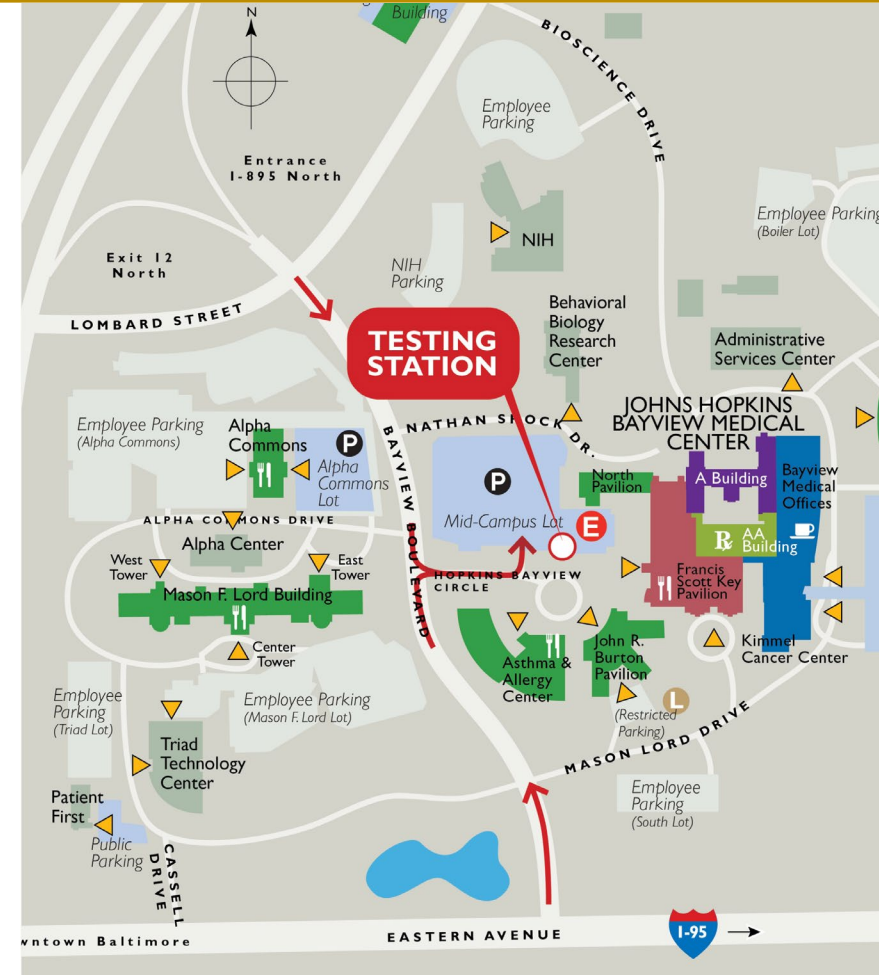 Building
N
BIOSCIENCE DRIVE
Employee
Parking
Entrance
I-895 North
Employee Parking
(Boiler Lot)
NIH
Exit 12
North
NIH
Parking
LOMBARD STREET
Behavioral
Biology
Research
Center
TESTING
STATION
Administrative
Services Center
JOHNS HOPKINS
BAYVIEW MEDICAL
CENTER
NATHAN SHOCK DR.
Employee Parking
(Alpha Commons)
Alpha
Commons
P
Alpha
Commons
Lot
BAYVIEW BOULEVARD
P
Mid-Campus Lot
North
Pavilion
E
A Building
Bayview
Medical
Offices
Rx
AA
Building
ALPHA COMMONS DRIVE
Alpha Center
West
Tower
East
Tower
HOPKINS BAYVIEW
CIRCLE
Francis
Scott Key
Pavilion
Mason F. Lord Building
Center
Tower
Asthma &
Allergy
Center
John R.
Burton
Pavilion
Kimmel
Cancer Center
Employee
Parking
(Triad Lot)
Employee Parking
(Mason F. Lord Lot)
L
(Restricted
Parking)
MASON LORD DRIVE
Triad
Technology
Center
Employee
Parking
(South Lot)
Patient
First
Public
Parking
CASSELL
DRIVE
EASTERN AVENUE
I-95
wntown Baltimore